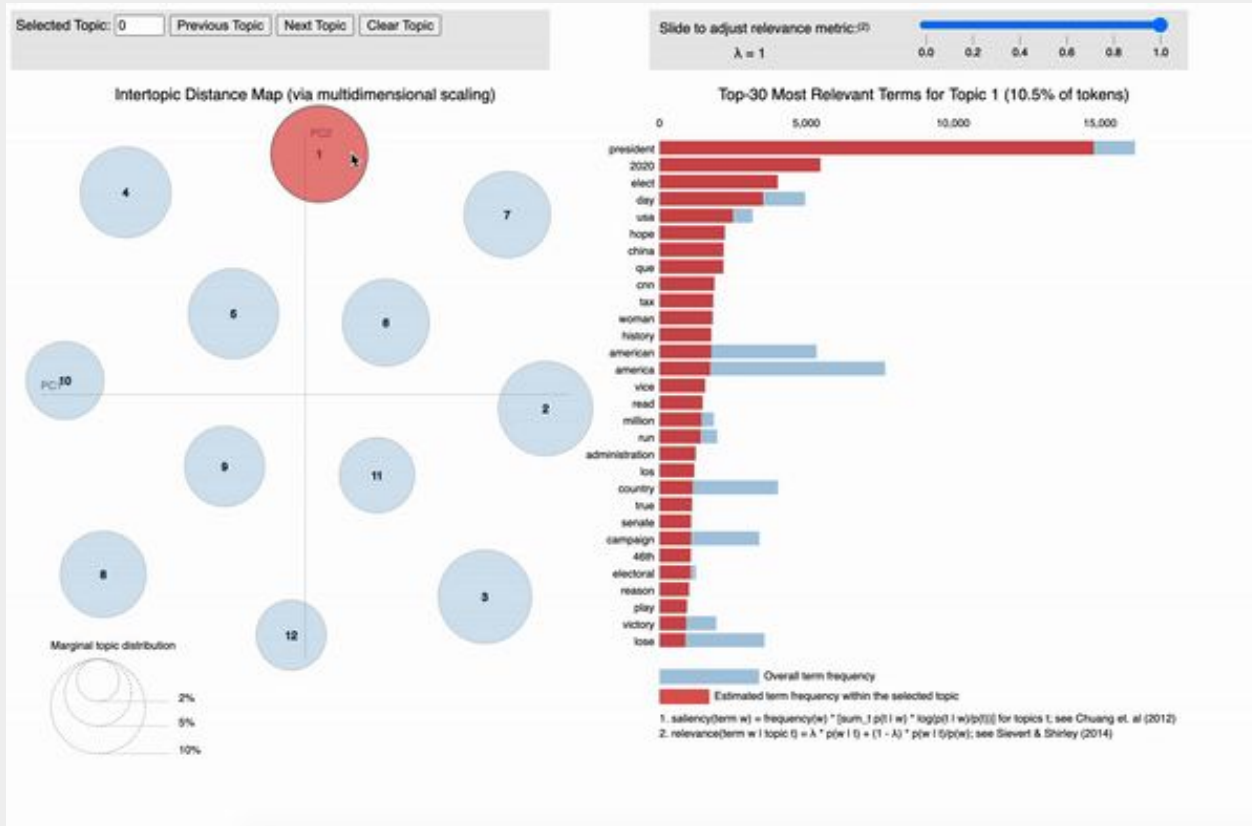 Selected Topic: 0 Previous Topic Next Topic Clear Topic
Slide to adjust relevance metric:(2)
λ = 1
0.0 0.2 0.4 0.6 0.8 1.0
Intertopic Distance Map (via multidimensional scaling)
PC2
1
4
7
5
6
PC1
10
2
9
11
8
3
12
Marginal topic distribution
2%
5%
10%
Top-30 Most Relevant Terms for Topic 1 (10.5% of tokens)
0 5,000 10,000 15,000
president
2020
elect
day
usa
hope
china
que
cnn
tax
woman
history
american
america
vice
read
million
run
administration
los
country
true
senate
campaign
46th
electoral
reason
play
victory
lose
Overall term frequency
Estimated term frequency within the selected topic
1. saliency(term w) = frequency(w) * [sum_t p(t | w) * log(p(t | w)/p(t))] for topics t; see Chuang et. al (2012)
2. relevance(term w | topic t) = λ * p(w | t) + (1 - λ) * p(w | t)/p(w); see Sievert & Shirley (2014)